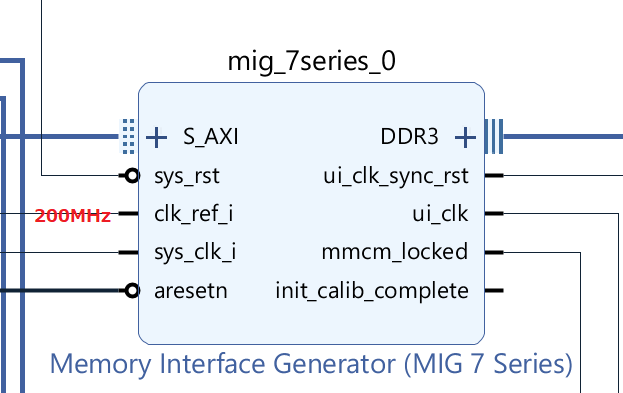 mig_7series_0
S_AXI DDR3
sys_rst ui_clk_sync_rst
200MHz clk_ref_i ui_clk
sys_clk_i mmcm_locked
aresetn init_calib_complete
Memory Interface Generator (MIG 7 Series)